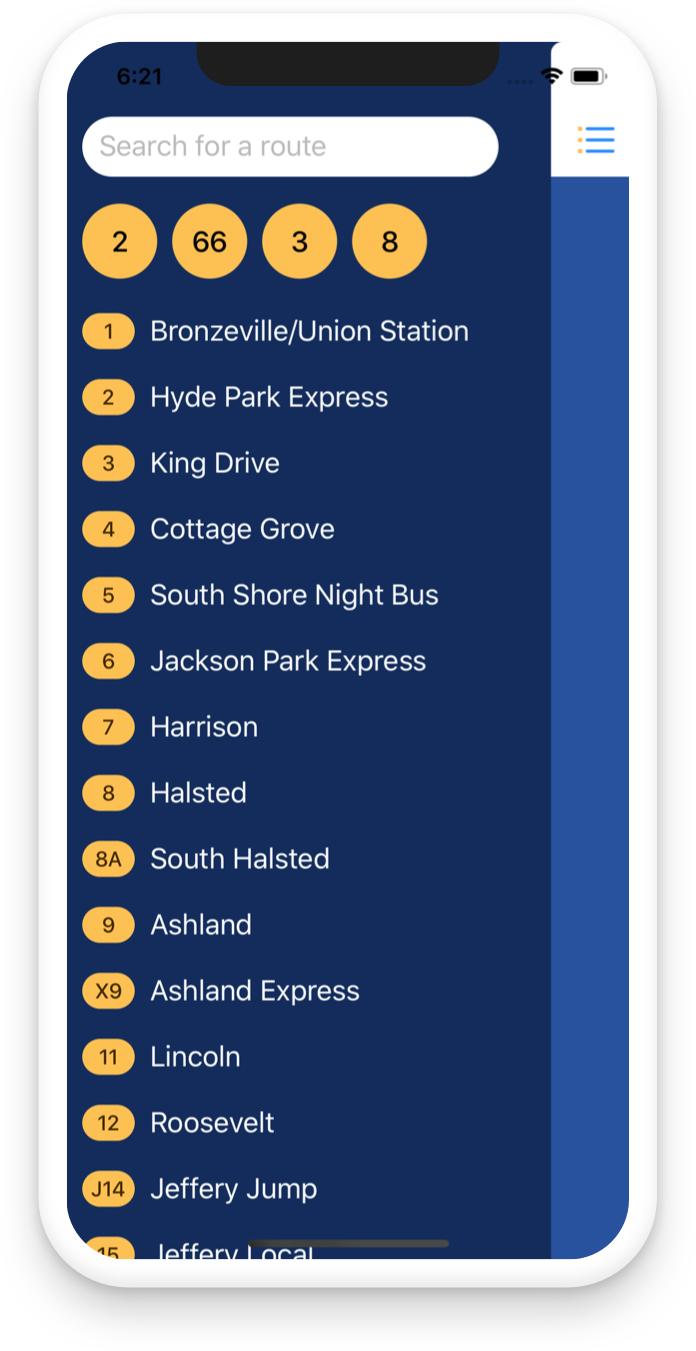 6:21
Search for a route
2 66 3 8
1 Bronzeville/Union Station
2 Hyde Park Express
3 King Drive
4 Cottage Grove
5 South Shore Night Bus
6 Jackson Park Express
7 Harrison
8 Halsted
8A South Halsted
9 Ashland
X9 Ashland Express
11 Lincoln
12 Roosevelt
J14 Jeffery Jump
15 Jeffery Local